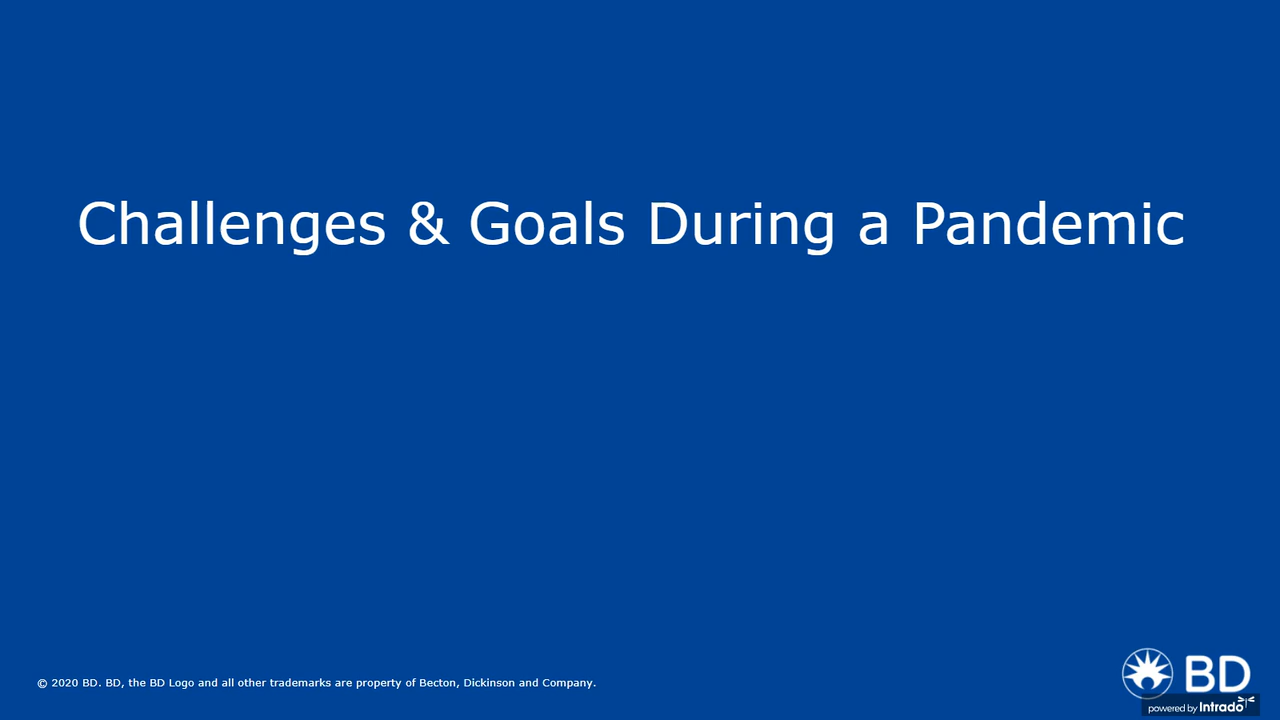 Challenges & Goals During a Pandemic
© 2020 BD. BD, the BD Logo and all other trademarks are property of Becton, Dickinson and Company.
BD
powered by Intrado